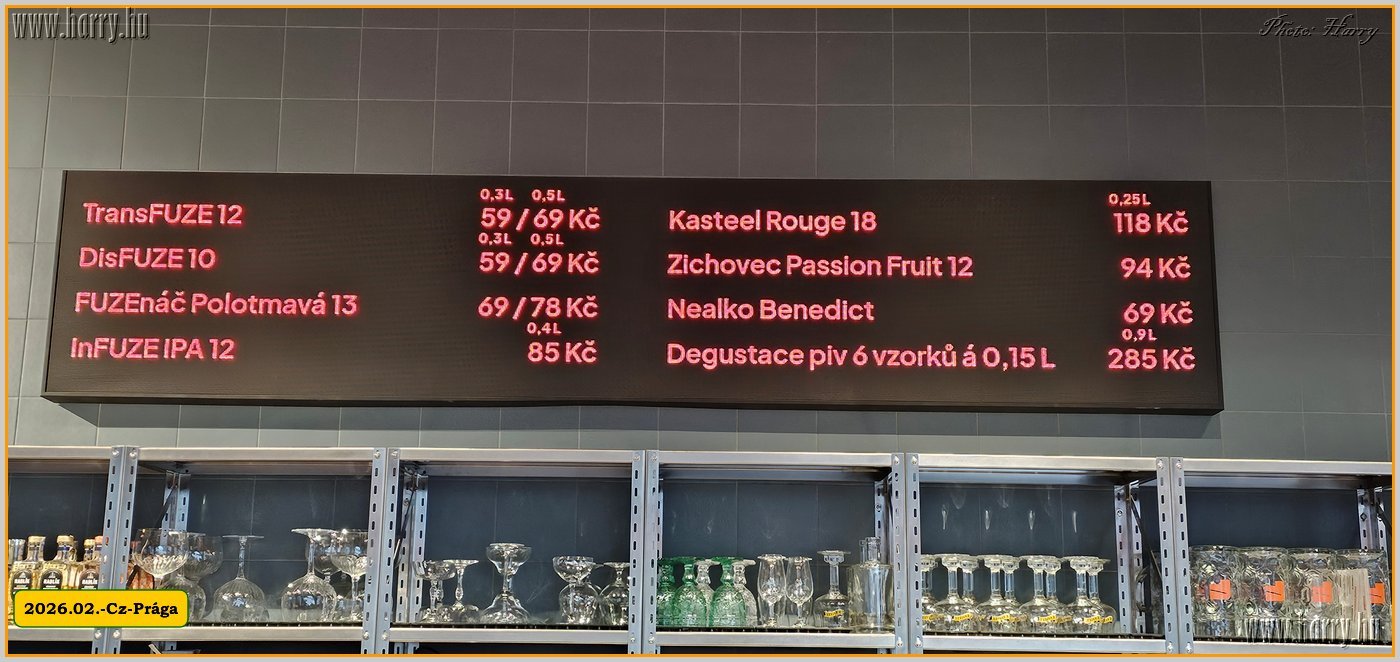 www.harry.hu
Photo: Harry
0,3L 0,5L
TransFUZE 12 59 / 69 Kč
0,3L 0,5L
DisFUZE 10 59 / 69 Kč
FUZEnáč Polotmavá 13 69 / 78 Kč
0,4L
InFUZE IPA 12 85 Kč
0,25L
Kasteel Rouge 18 118 Kč
Zichovec Passion Fruit 12 94 Kč
Nealko Benedict 69 Kč
0,9L
Degustace piv 6 vzorků á 0,15 L 285 Kč
2026.02.-Cz-Prága
www.harry.hu